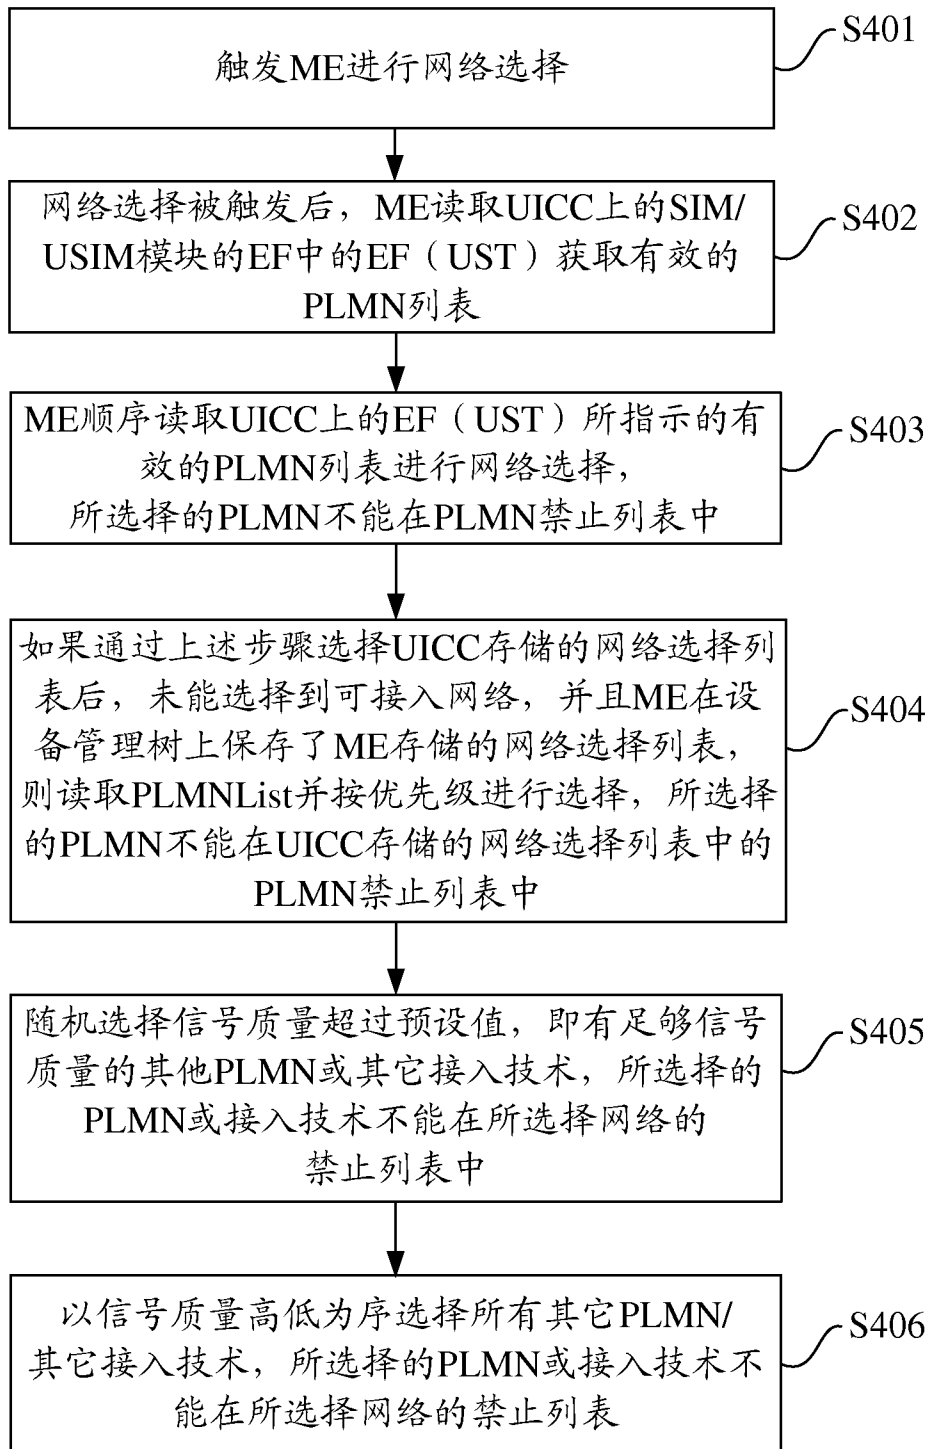 触发ME进行网络选择
S401
网络选择被触发后，ME读取UICC上的SIM/
USIM模块的EF中的EF（UST）获取有效的
PLMN列表
S402
ME顺序读取UICC上的EF（UST）所指示的有
效的PLMN列表进行网络选择，
所选择的PLMN不能在PLMN禁止列表中
S403
如果通过上述步骤选择UICC存储的网络选择列
表后，未能选择到可接入网络，并且ME在设
备管理树上保存了ME存储的网络选择列表，
则读取PLMNList并按优先级进行选择，所选择
的PLMN不能在UICC存储的网络选择列表中的
PLMN禁止列表中
S404
随机选择信号质量超过预设值，即有足够信号
质量的其他PLMN或其它接入技术，所选择的
PLMN或接入技术不能在所选择网络的
禁止列表中
S405
以信号质量高低为序选择所有其它PLMN/
其它接入技术，所选择的PLMN或接入技术不
能在所选择网络的禁止列表
S406